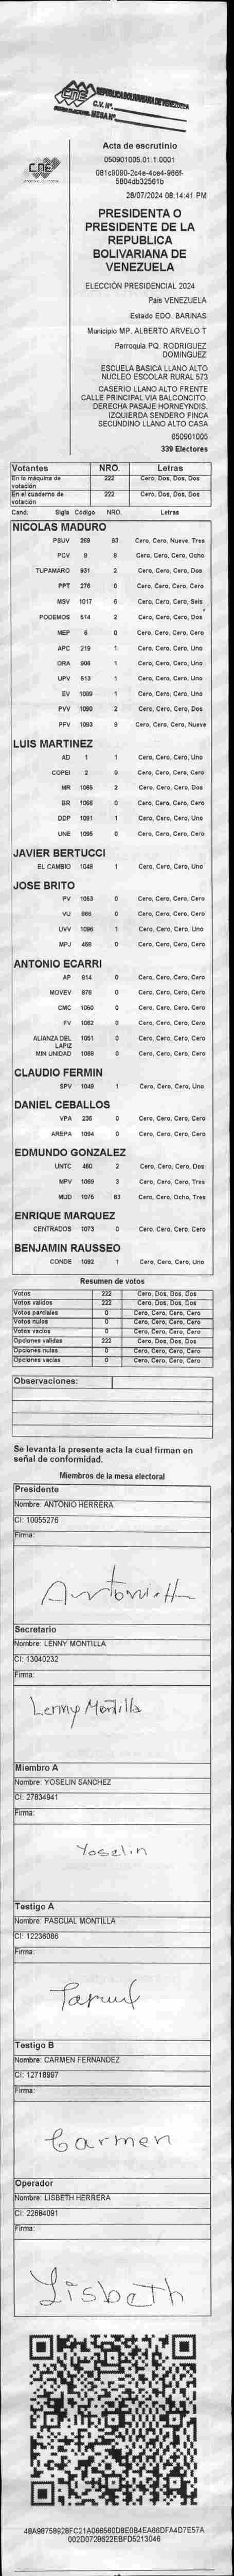 CNE
REPUBLICA BOLIVARIANA DE VENEZUELA
C.V. Nº.
MESA Nº.
CNE
Acta de escrutinio
050901005.01.1.0001
081c9090-2c4e-4ce4-966f-
5804db32561b
28/07/2024 08:14:41 PM
PRESIDENTA O
PRESIDENTE DE LA
REPUBLICA
BOLIVARIANA DE
VENEZUELA
ELECCIÓN PRESIDENCIAL 2024
Pais VENEZUELA
Estado EDO. BARINAS
Municipio MP. ALBERTO ARVELO T
Parroquia PQ. RODRIGUEZ
DOMINGUEZ
ESCUELA BASICA LLANO ALTO
NUCLEO ESCOLAR RURAL 573
CASERIO LLANO ALTO FRENTE
CALLE PRINCIPAL VIA BALCONCITO.
DERECHA PASAJE HORNEYNDIS.
IZQUIERDA SENDERO FINCA
SECUNDINO LLANO ALTO CASA
050901005
339 Electores
Votantes NRO. Letras
En la máquina de votación 222 Cero, Dos, Dos, Dos
En el cuaderno de votación 222 Cero, Dos, Dos, Dos
Cand. Sigla Código NRO. Letras
NICOLAS MADURO
PSUV 269 93 Cero, Cero, Nueve, Tres
PCV 9 8 Cero, Cero, Cero, Ocho
TUPAMARO 931 2 Cero, Cero, Cero, Dos
PPT 276 0 Cero, Cero, Cero, Cero
MSV 1017 6 Cero, Cero, Cero, Seis
PODEMOS 514 2 Cero, Cero, Cero, Dos
MEP 6 0 Cero, Cero, Cero, Cero
APC 219 1 Cero, Cero, Cero, Uno
ORA 906 1 Cero, Cero, Cero, Uno
UPV 513 1 Cero, Cero, Cero, Uno
EV 1099 1 Cero, Cero, Cero, Uno
PVV 1090 2 Cero, Cero, Cero, Dos
PFV 1093 9 Cero, Cero, Cero, Nueve
LUIS MARTINEZ
AD 1 1 Cero, Cero, Cero, Uno
COPEI 2 0 Cero, Cero, Cero, Cero
MR 1065 2 Cero, Cero, Cero, Dos
BR 1066 0 Cero, Cero, Cero, Cero
DDP 1091 1 Cero, Cero, Cero, Uno
UNE 1095 0 Cero, Cero, Cero, Cero
JAVIER BERTUCCI
EL CAMBIO 1048 1 Cero, Cero, Cero, Uno
JOSE BRITO
PV 1053 0 Cero, Cero, Cero, Cero
VU 868 0 Cero, Cero, Cero, Cero
UVV 1096 1 Cero, Cero, Cero, Uno
MPJ 456 0 Cero, Cero, Cero, Cero
ANTONIO ECARRI
AP 914 0 Cero, Cero, Cero, Cero
MOVEV 978 0 Cero, Cero, Cero, Cero
CMC 1050 0 Cero, Cero, Cero, Cero
FV 1062 0 Cero, Cero, Cero, Cero
ALIANZA DEL LAPIZ 1051 0 Cero, Cero, Cero, Cero
MIN UNIDAD 1069 0 Cero, Cero, Cero, Cero
CLAUDIO FERMIN
SPV 1049 1 Cero, Cero, Cero, Uno
DANIEL CEBALLOS
VPA 236 0 Cero, Cero, Cero, Cero
AREPA 1094 0 Cero, Cero, Cero, Cero
EDMUNDO GONZALEZ
UNTC 460 2 Cero, Cero, Cero, Dos
MPV 1069 3 Cero, Cero, Cero, Tres
MUD 1076 83 Cero, Cero, Ocho, Tres
ENRIQUE MARQUEZ
CENTRADOS 1073 0 Cero, Cero, Cero, Cero
BENJAMIN RAUSSEO
CONDE 1092 1 Cero, Cero, Cero, Uno
Resumen de votos
Votos 222 Cero, Dos, Dos, Dos
Votos validos 222 Cero, Dos, Dos, Dos
Votos parciales 0 Cero, Cero, Cero, Cero
Votos nulos 0 Cero, Cero, Cero, Cero
Votos vacios 0 Cero, Cero, Cero, Cero
Opciones validas 222 Cero, Dos, Dos, Dos
Opciones nulas 0 Cero, Cero, Cero, Cero
Opciones vacias 0 Cero, Cero, Cero, Cero
Observaciones:
Se levanta la presente acta la cual firman en
señal de conformidad.
Miembros de la mesa electoral
Presidente
Nombre: ANTONIO HERRERA
CI: 10055276
Firma:
Secretario
Nombre: LENNY MONTILLA
CI: 13040232
Firma:
Lenny Montilla
Miembro A
Nombre: YOSELIN SANCHEZ
CI: 27834941
Firma:
Yoselin
Testigo A
Nombre: PASCUAL MONTILLA
CI: 12236086
Firma:
Testigo B
Nombre: CARMEN FERNANDEZ
CI: 12718997
Firma:
Carmen
Operador
Nombre: LISBETH HERRERA
CI: 22684091
Firma:
Lisbeth
48A98758928FC21A066560D8E0B4EA66DFA4D7E57A
002D0728622EBFD5213046